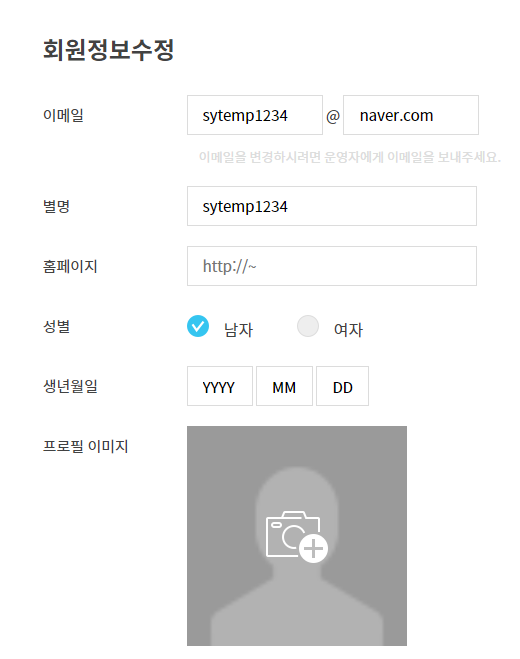 회원정보수정
이메일 sytemp1234 @ naver.com
이메일을 변경하시려면 운영자에게 이메일을 보내주세요.
별명 sytemp1234
홈페이지 http://~
성별 남자 여자
생년월일 YYYY MM DD
프로필 이미지